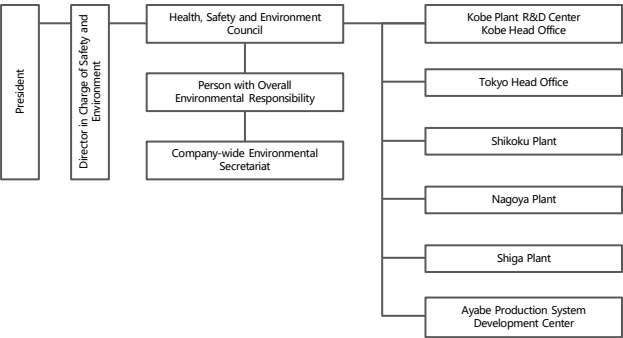 President
Director in Charge of Safety and
Environment
Health, Safety and Environment
Council
Person with Overall
Environmental Responsibility
Company-wide Environmental
Secretariat
Kobe Plant R&D Center
Kobe Head Office
Tokyo Head Office
Shikoku Plant
Nagoya Plant
Shiga Plant
Ayabe Production System
Development Center